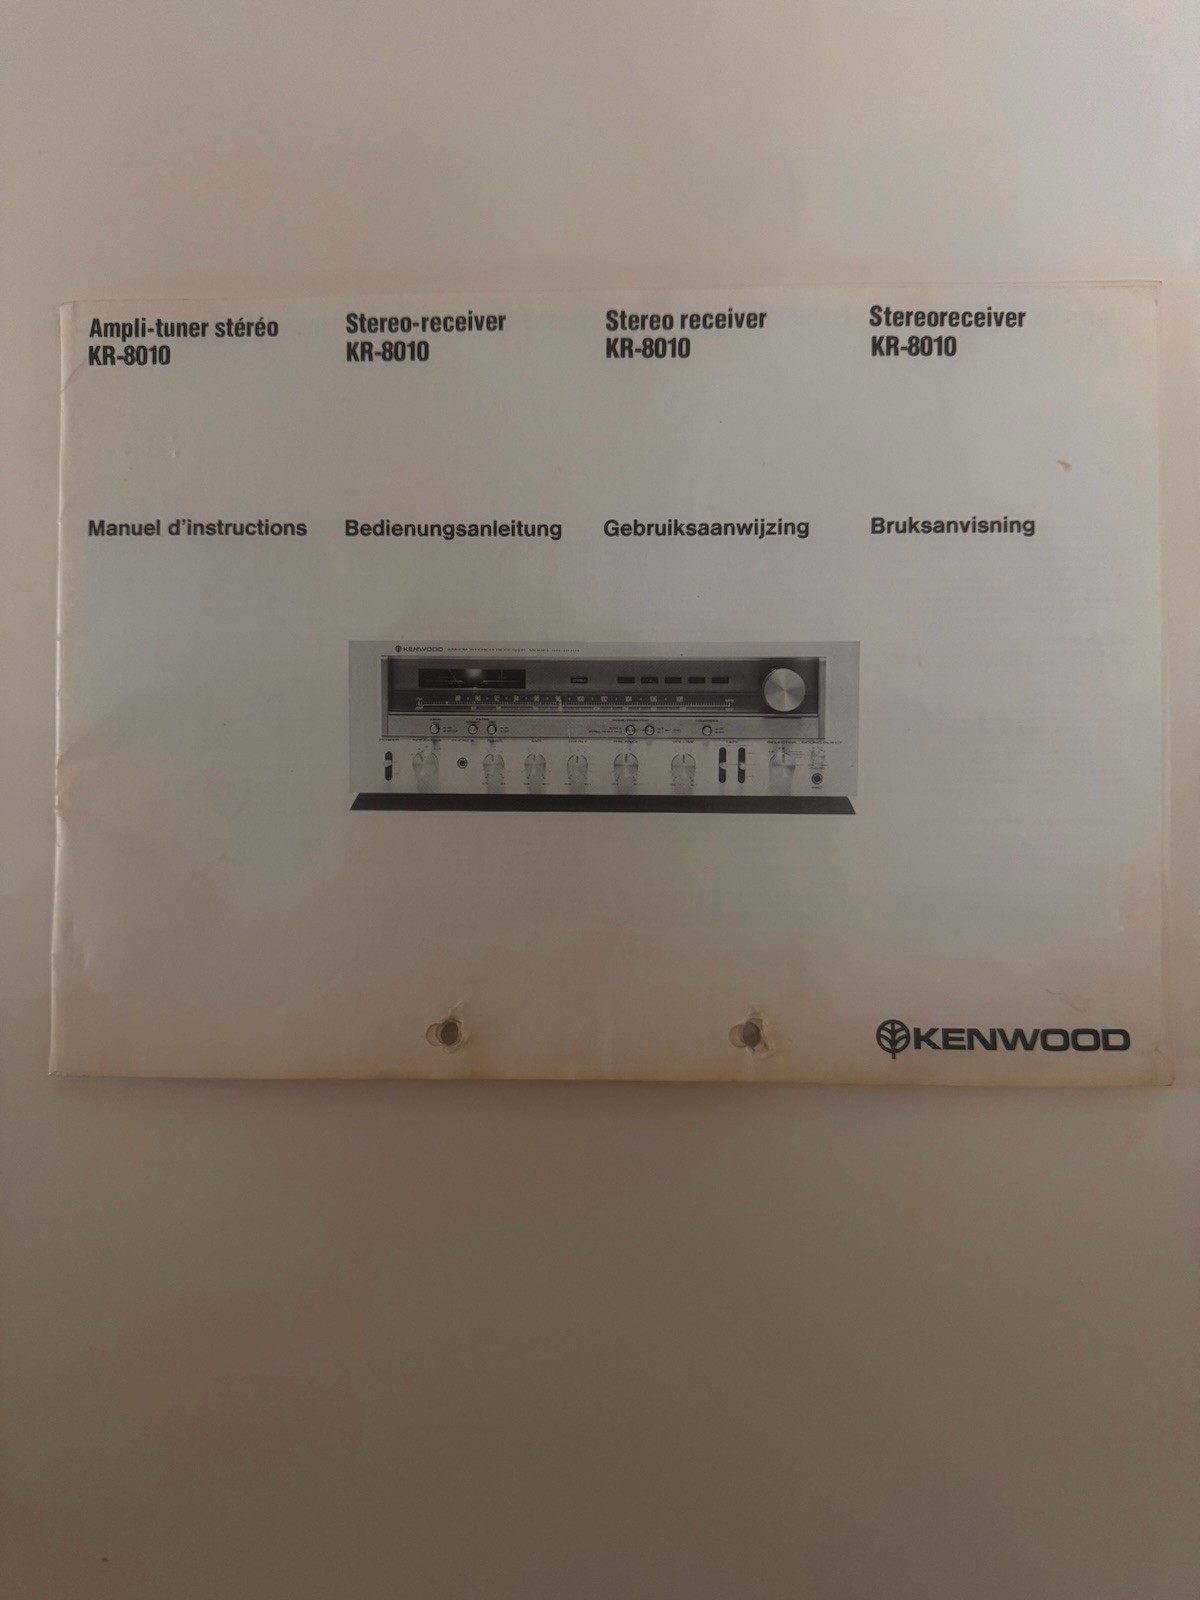 Ampli-tuner stéréo
KR-8010
Stereo-receiver
KR-8010
Stereo receiver
KR-8010
Stereoreceiver
KR-8010
Manuel d'instructions
Bedienungsanleitung
Gebruiksaanwijzing
Bruksanvisning
KENWOOD
KENWOOD